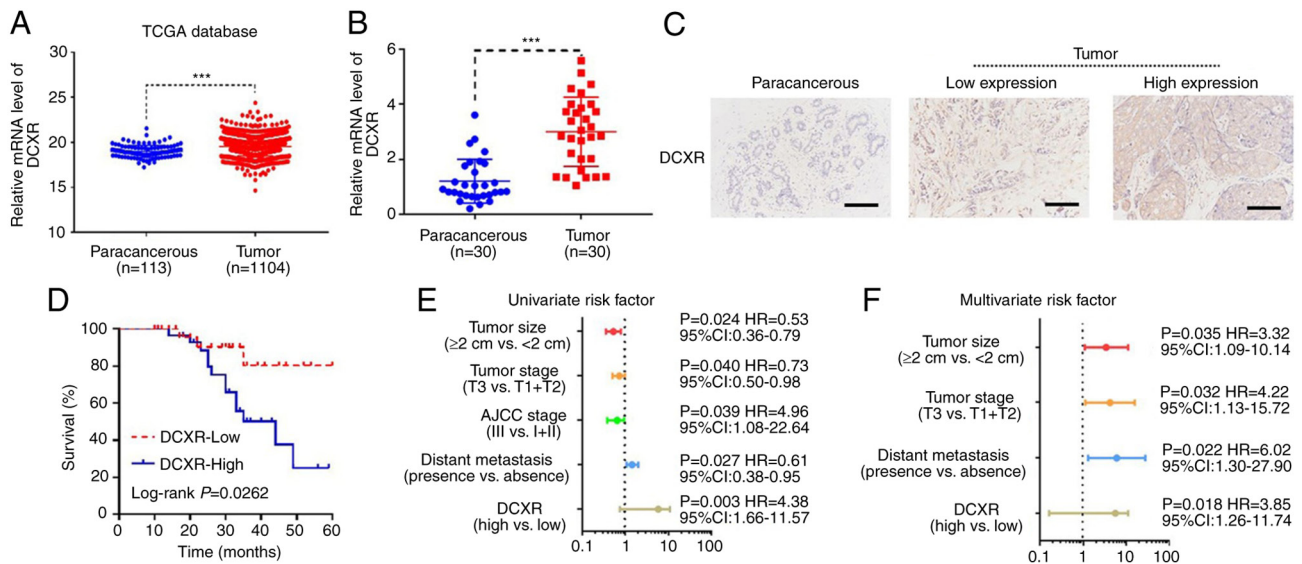 A
TCGA database
Relative mRNA level of
DCXR
30
25
20
15
10
***
Paracancerous
(n=113)
Tumor
(n=1104)
B
Relative mRNA level of
DCXR
6
4
2
0
***
Paracancerous
(n=30)
Tumor
(n=30)
C
Tumor
Paracancerous
Low expression
High expression
DCXR
D
Survival (%)
100
80
60
40
20
0
DCXR-Low
DCXR-High
Log-rank P=0.0262
0 10 20 30 40 50 60
Time (months)
E
Univariate risk factor
Tumor size
(≥2 cm vs. <2 cm)
P=0.024 HR=0.53
95%CI:0.36-0.79
Tumor stage
(T3 vs. T1+T2)
P=0.040 HR=0.73
95%CI:0.50-0.98
AJCC stage
(III vs. I+II)
P=0.039 HR=4.96
95%CI:1.08-22.64
Distant metastasis
(presence vs. absence)
P=0.027 HR=0.61
95%CI:0.38-0.95
DCXR
(high vs. low)
P=0.003 HR=4.38
95%CI:1.66-11.57
0.1 1 10 100
F
Multivariate risk factor
Tumor size
(≥2 cm vs. <2 cm)
P=0.035 HR=3.32
95%CI:1.09-10.14
Tumor stage
(T3 vs. T1+T2)
P=0.032 HR=4.22
95%CI:1.13-15.72
Distant metastasis
(presence vs. absence)
P=0.022 HR=6.02
95%CI:1.30-27.90
DCXR
(high vs. low)
P=0.018 HR=3.85
95%CI:1.26-11.74
0.1 1 10 100